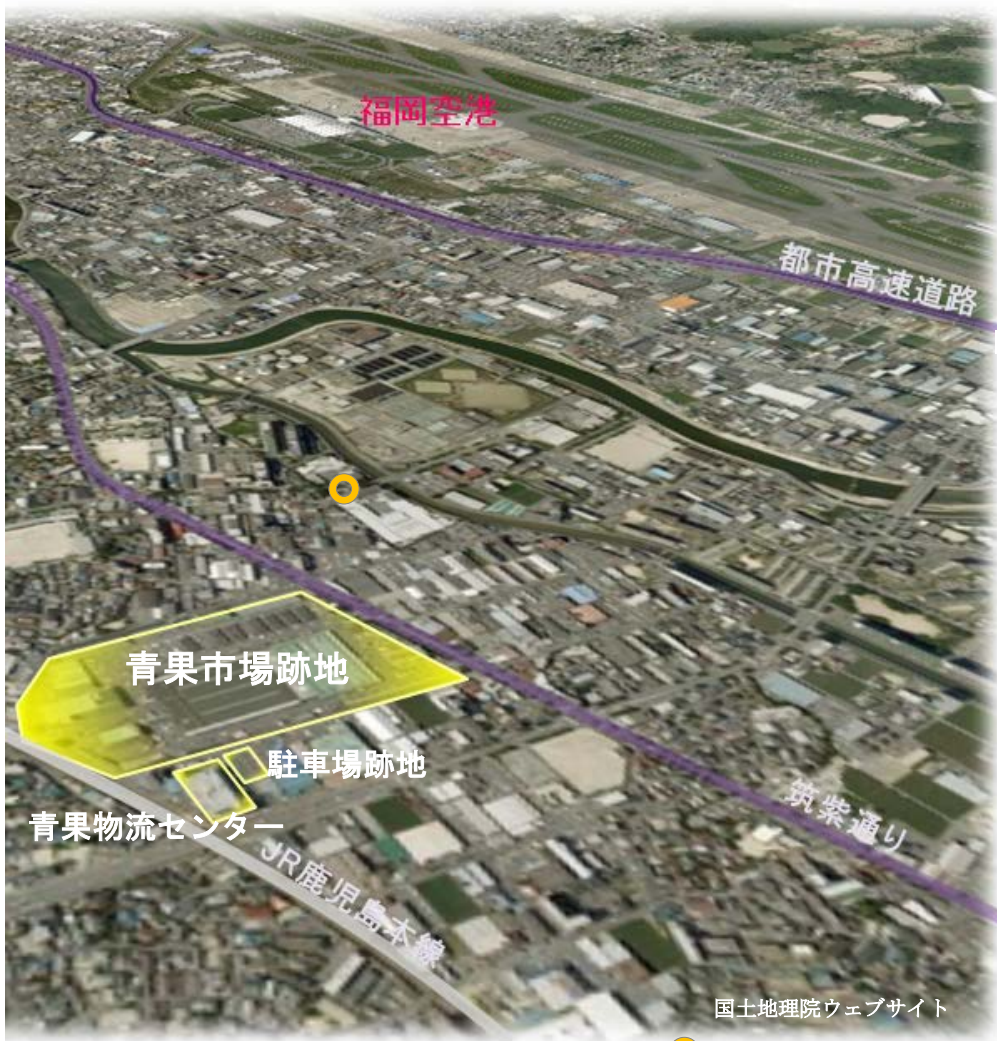 福岡空港
都市高速道路
青果市場跡地
駐車場跡地
筑紫通り
青果物流センター
JR鹿児島本線
国土地理院ウェブサイト